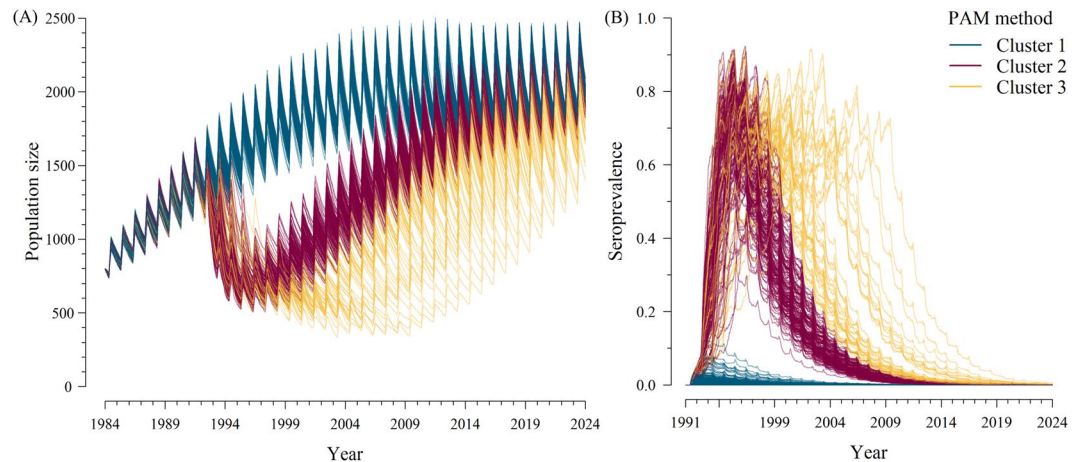 (A)
Population size
2500
2000
1500
1000
500
0
1984
1989
1994
1999
2004
2009
2014
2019
2024
Year
(B)
Seroprevalence
1.0
0.8
0.6
0.4
0.2
0.0
1991
1999
2004
2009
2014
2019
2024
Year
PAM method
Cluster 1
Cluster 2
Cluster 3